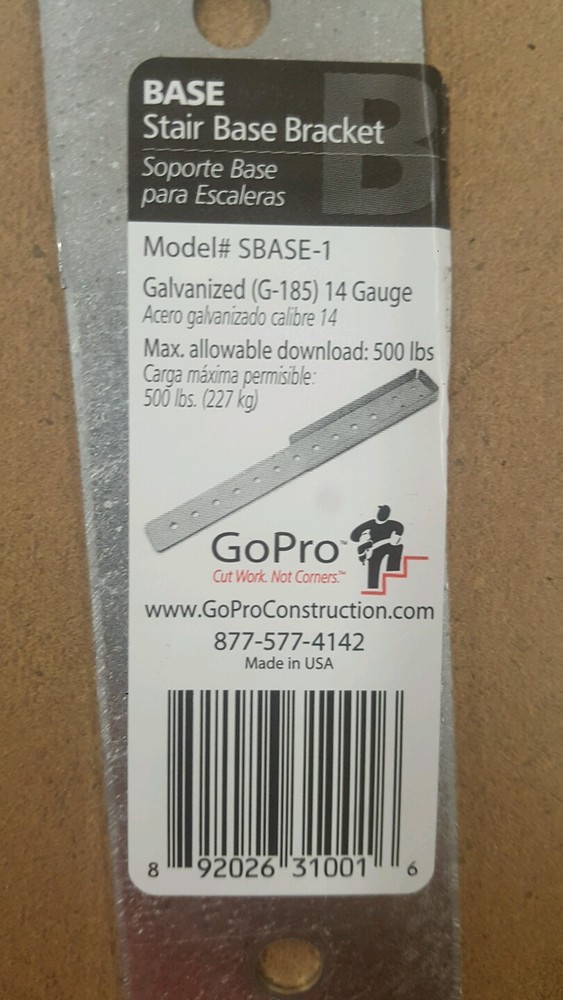 BASE
Stair Base Bracket
Soporte Base
para Escaleras
B
Model# SBASE-1
Galvanized (G-185) 14 Gauge
Acero galvanizado calibre 14
Max. allowable download: 500 lbs
Carga máxima permisible:
500 lbs. (227 kg)
GoPro™
Cut Work. Not Corners.™
www.GoProConstruction.com
877-577-4142
Made in USA
8 92026 31001 6